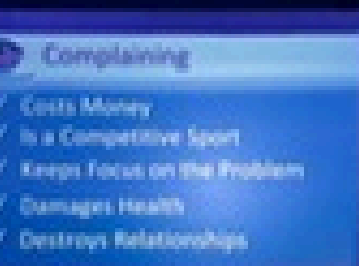 Complaining
Costs Money
Is a Competitive Sport
Keeps Focus on the Problem
Damages Health
Destroys Relationships